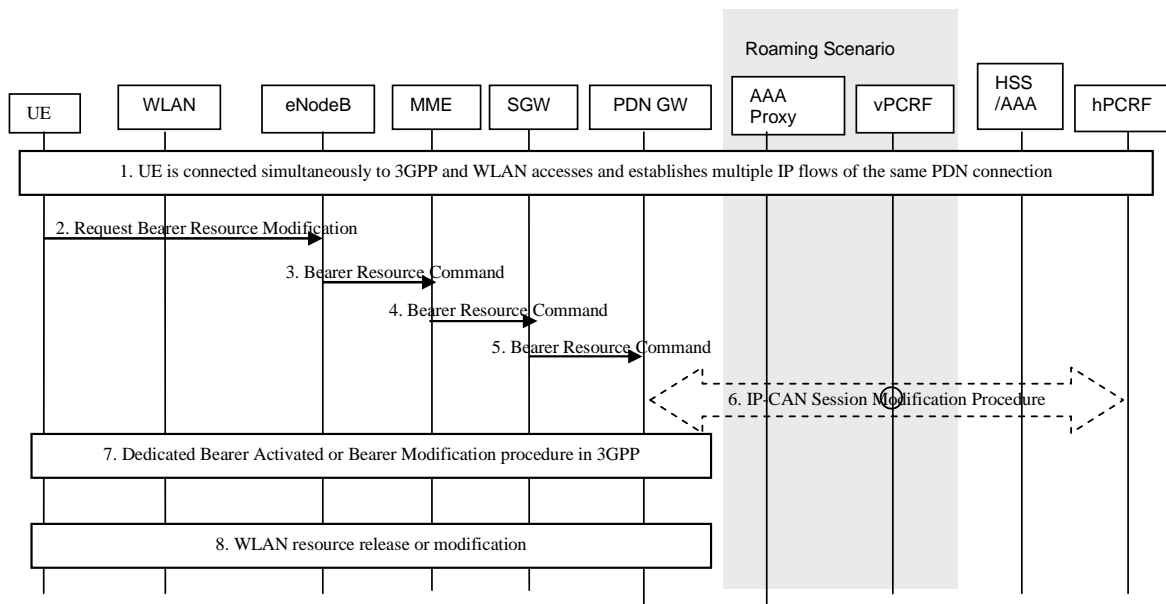 Roaming Scenario
UE
WLAN
eNodeB
MME
SGW
PDN GW
AAA
Proxy
vPCRF
HSS
/AAA
hPCRF
1. UE is connected simultaneously to 3GPP and WLAN accesses and establishes multiple IP flows of the same PDN connection
2. Request Bearer Resource Modification
3. Bearer Resource Command
4. Bearer Resource Command
5. Bearer Resource Command
6. IP-CAN Session Modification Procedure
7. Dedicated Bearer Activated or Bearer Modification procedure in 3GPP
8. WLAN resource release or modification